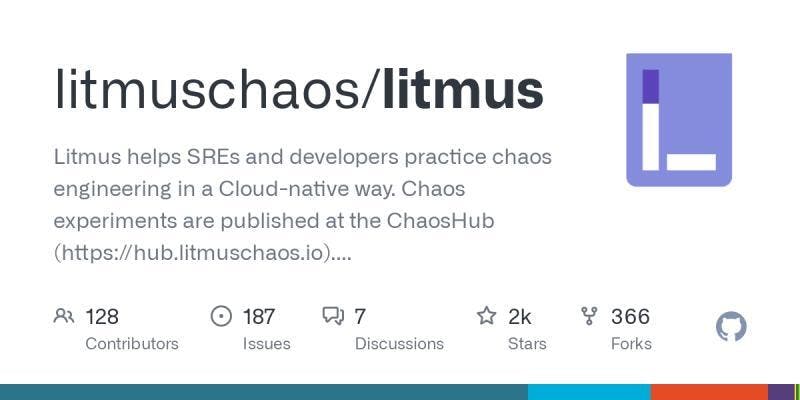 litmuschaos/litmus
Litmus helps SREs and developers practice chaos
engineering in a Cloud-native way. Chaos
experiments are published at the ChaosHub
(https://hub.litmuschaos.io)....
128
Contributors
187
Issues
7
Discussions
2k
Stars
366
Forks